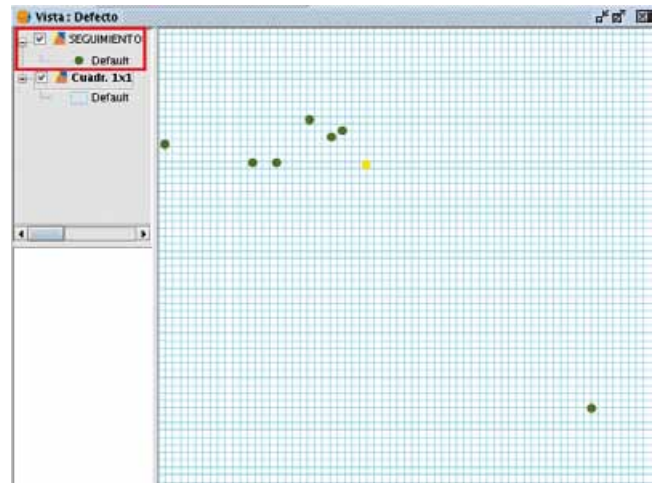 Vista : Defecto
SEGUIMIENTO
Default
Cuadr. 1x1
Default